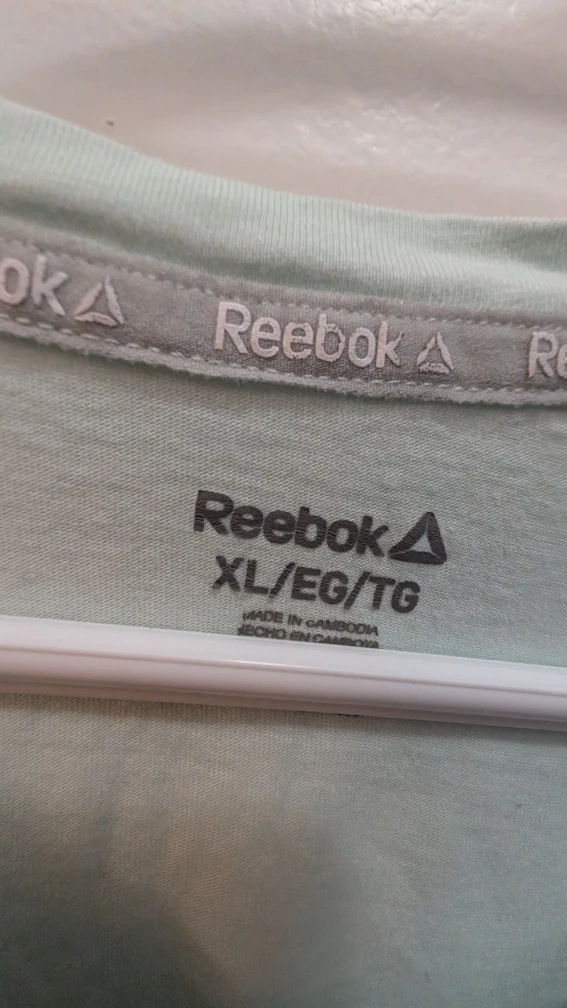 ok
Reebok
Re
Reebok
XL/EG/TG
MADE IN CAMBODIA
HECHO EN CAMBOYA